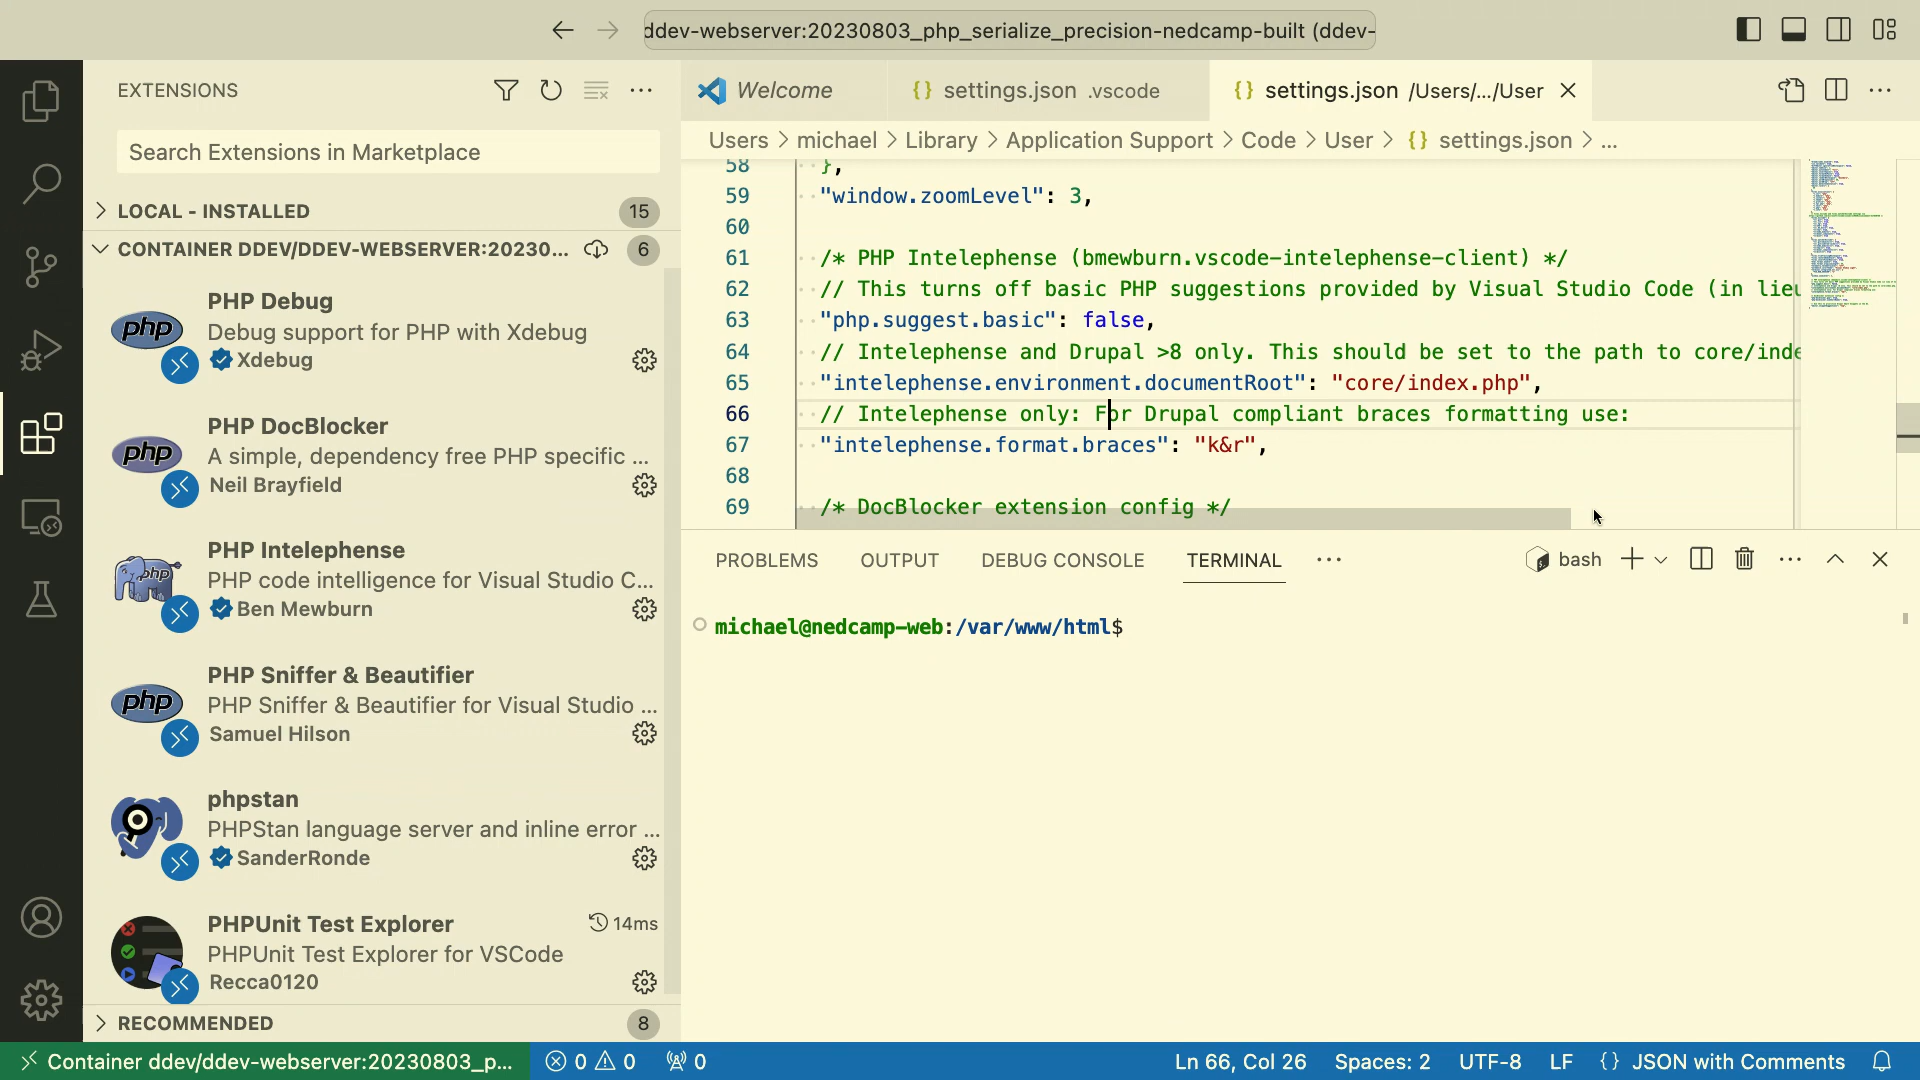 ddev-webserver:20230803_php_serialize_precision-nedcamp-built (ddev-
EXTENSIONS
Search Extensions in Marketplace
LOCAL - INSTALLED
15
CONTAINER DDEV/DDEV-WEBSERVER:20230...
6
PHP Debug
Debug support for PHP with Xdebug
Xdebug
php
PHP DocBlocker
A simple, dependency free PHP specific ...
Neil Brayfield
php
PHP Intelephense
PHP code intelligence for Visual Studio C...
Ben Mewburn
php
PHP Sniffer & Beautifier
PHP Sniffer & Beautifier for Visual Studio ...
Samuel Hilson
php
phpstan
PHPStan language server and inline error ...
SanderRonde
PHPUnit Test Explorer
14ms
PHPUnit Test Explorer for VSCode
Recca0120
RECOMMENDED
8
Welcome
{} settings.json .vscode
{} settings.json /Users/.../User
Users > michael > Library > Application Support > Code > User > {} settings.json > ...
58 },
59 "window.zoomLevel": 3,
60
61 /* PHP Intelephense (bmewburn.vscode-intelephense-client) */
62 // This turns off basic PHP suggestions provided by Visual Studio Code (in lieu
63 "php.suggest.basic": false,
64 // Intelephense and Drupal >8 only. This should be set to the path to core/inde
65 "intelephense.environment.documentRoot": "core/index.php",
66 // Intelephense only: For Drupal compliant braces formatting use:
67 "intelephense.format.braces": "k&r",
68
69 /* DocBlocker extension config */
PROBLEMS
OUTPUT
DEBUG CONSOLE
TERMINAL
...
bash
michael@nedcamp-web:/var/www/html$
Container ddev/ddev-webserver:20230803_p...
0
0
0
Ln 66, Col 26
Spaces: 2
UTF-8
LF
{} JSON with Comments